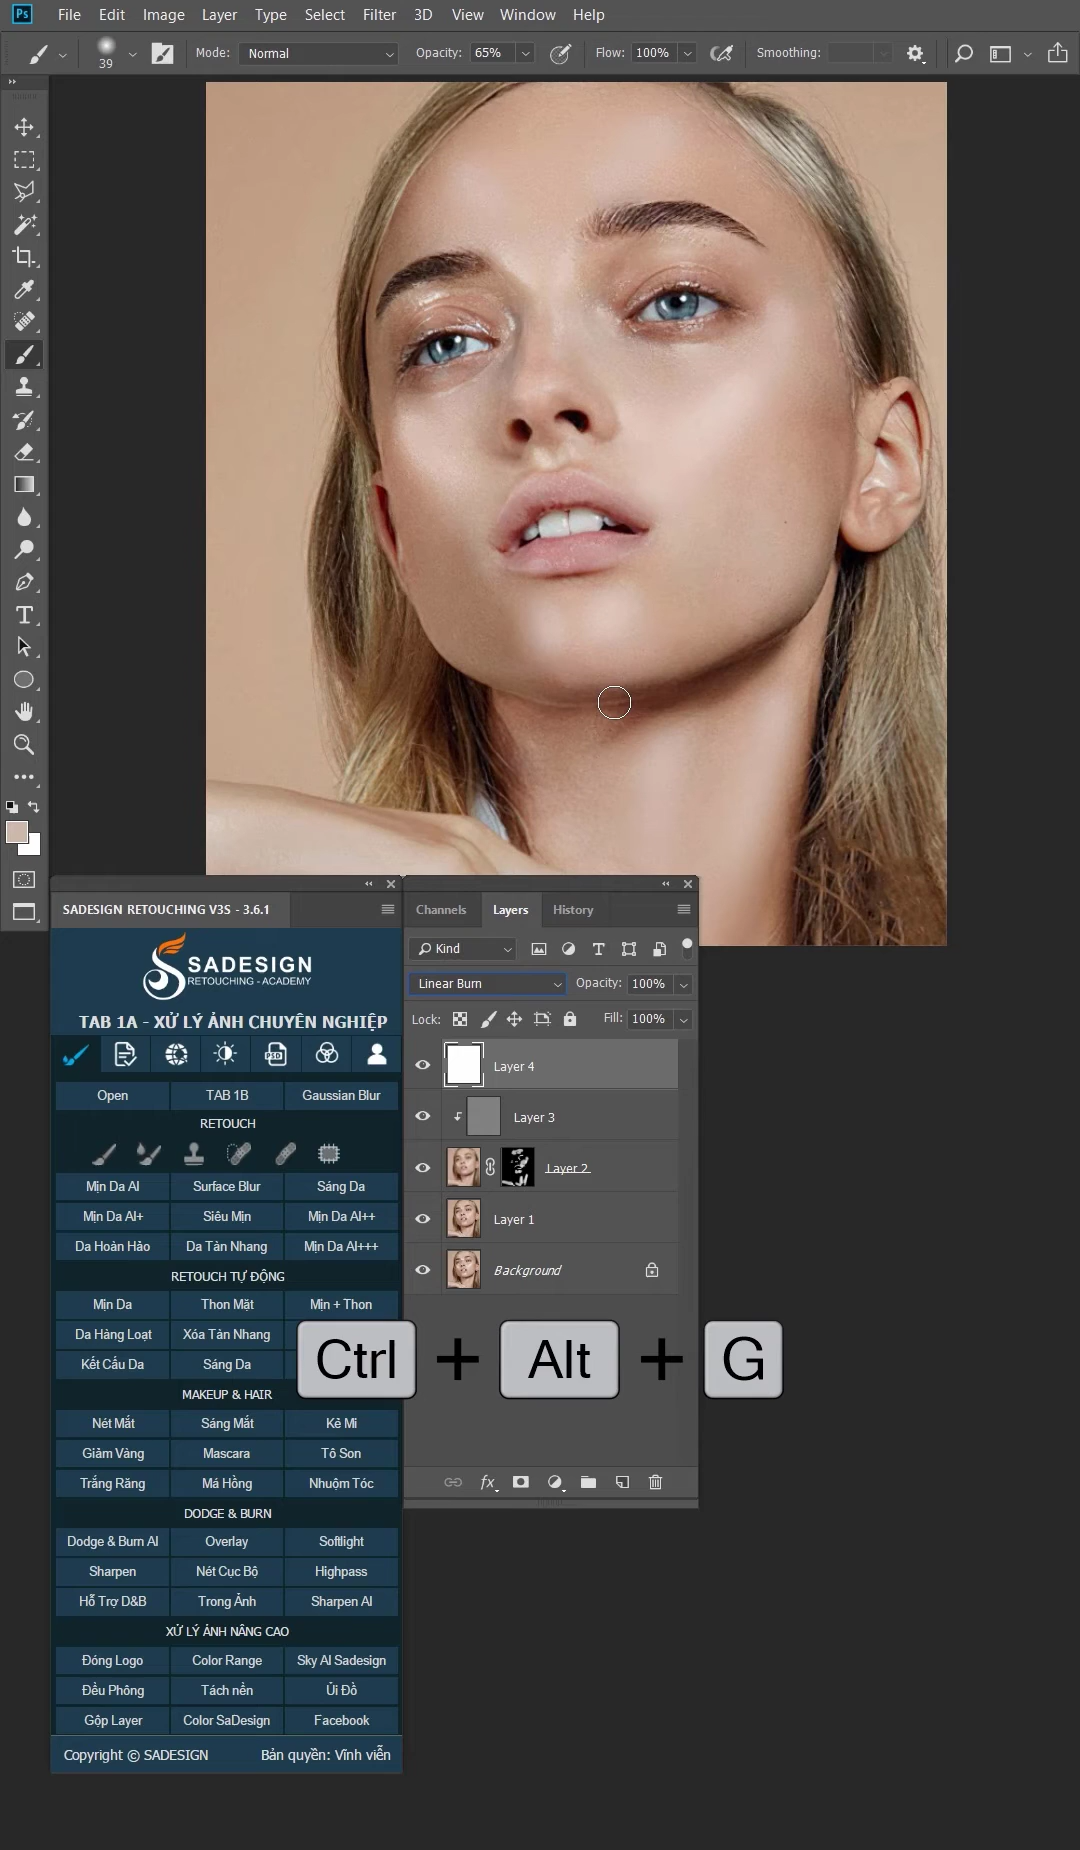 Ps File Edit Image Layer Type Select Filter 3D View Window Help
39 Mode: Normal Opacity: 65% Flow: 100% Smoothing:
SADESIGN RETOUCHING V3S - 3.6.1
SADESIGN
RETOUCHING - ACADEMY
TAB 1A - XỬ LÝ ẢNH CHUYÊN NGHIỆP
PSD
Open TAB 1B Gaussian Blur
RETOUCH
Mịn Da AI Surface Blur Sáng Da
Mịn Da AI+ Siêu Mịn Mịn Da AI++
Da Hoàn Hảo Da Tàn Nhang Mịn Da AI+++
RETOUCH TỰ ĐỘNG
Mịn Da Thon Mặt Mịn + Thon
Da Hàng Loạt Xóa Tàn Nhang
Kết Cấu Da Sáng Da
MAKEUP & HAIR
Nét Mắt Sáng Mắt Kẻ Mi
Giảm Vàng Mascara Tô Son
Trắng Răng Má Hồng Nhuộm Tóc
DODGE & BURN
Dodge & Burn AI Overlay Softlight
Sharpen Nét Cục Bộ Highpass
Hỗ Trợ D&B Trong Ảnh Sharpen AI
XỬ LÝ ẢNH NÂNG CAO
Đóng Logo Color Range Sky AI Sadesign
Đều Phông Tách nền Ủi Đồ
Gộp Layer Color SaDesign Facebook
Copyright © SADESIGN Bản quyền: Vĩnh viễn
Channels Layers History
Kind
Linear Burn Opacity: 100%
Lock: Fill: 100%
Layer 4
Layer 3
Layer 2
Layer 1
Background
Ctrl + Alt + G
fx